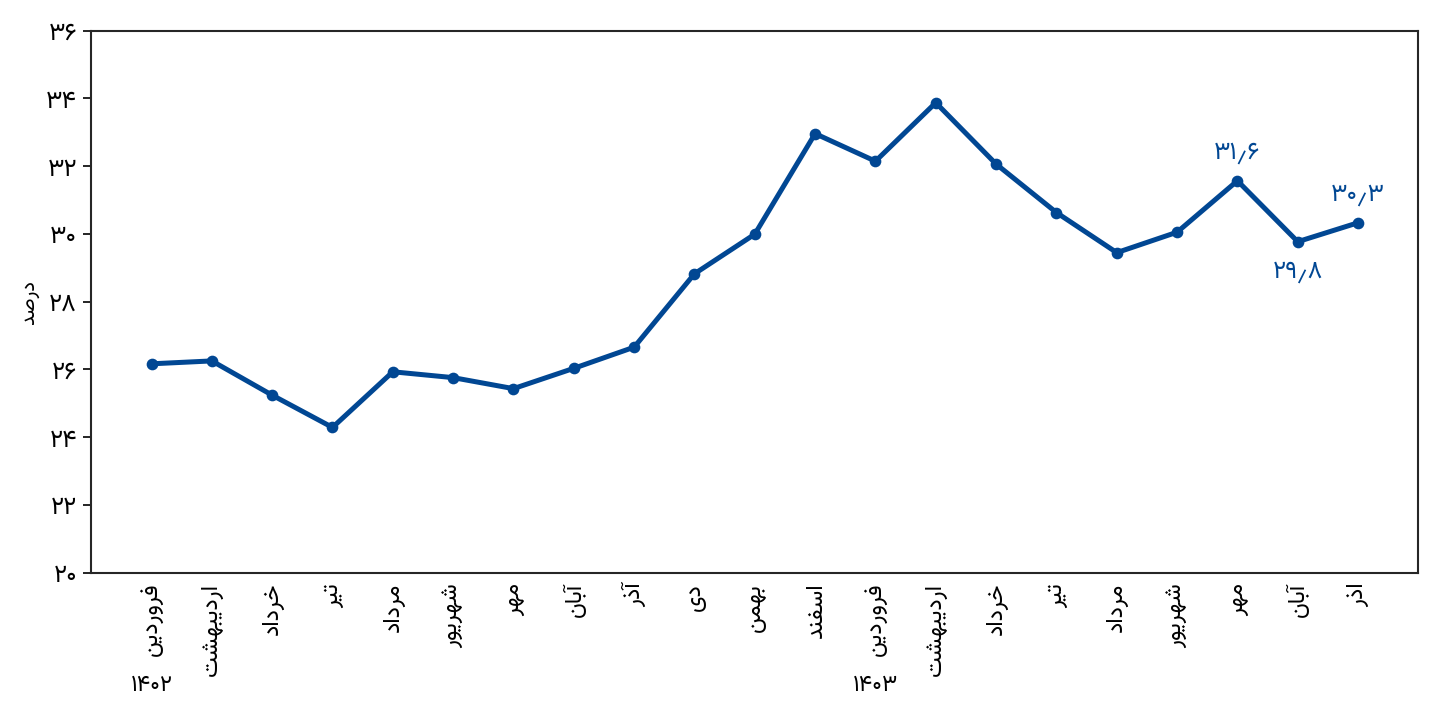 ۳۶
۳۴
۳۲
۳۰
۲۸
۲۶
۲۴
۲۲
۲۰
درصد
۳۱٫۶
۳۰٫۳
۲۹٫۸
فروردین
اردیبهشت
خرداد
تیر
مرداد
شهریور
مهر
آبان
آذر
دی
بهمن
اسفند
فروردین
اردیبهشت
خرداد
تیر
مرداد
شهریور
مهر
آبان
اذر
۱۴۰۲
۱۴۰۳